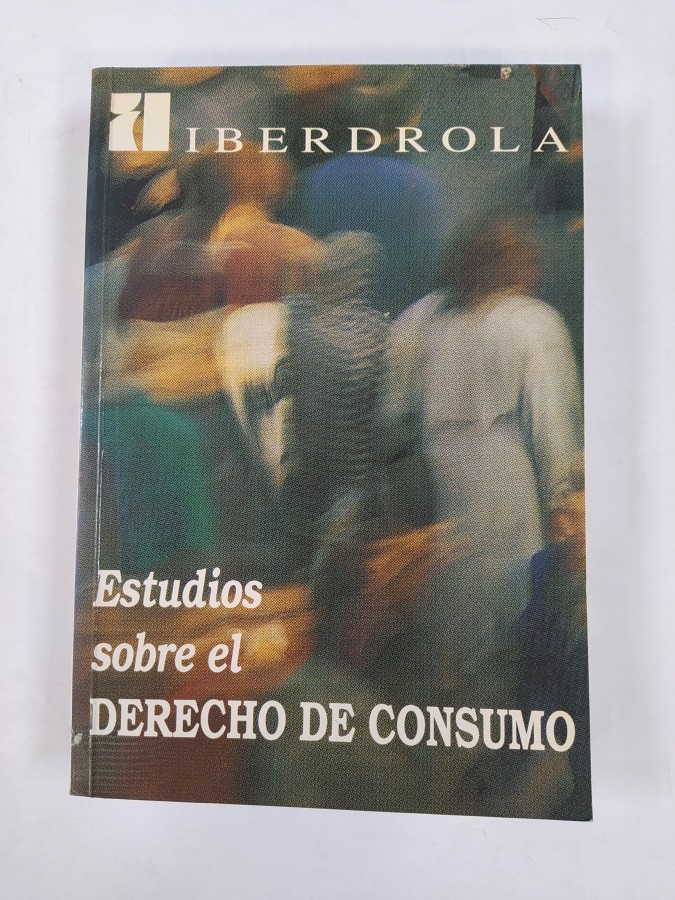 IBERDROLA
Estudios
sobre el
DERECHO DE CONSUMO